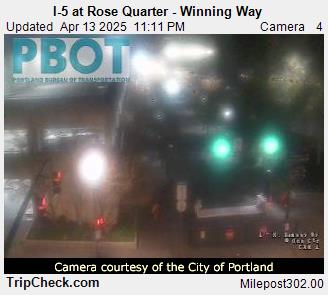 I-5 at Rose Quarter - Winning Way
Updated Apr 13 2025 11:11 PM Camera 4
PBOT
PORTLAND BUREAU OF TRANSPORTATION
Camera courtesy of the City of Portland
TripCheck.com Milepost302.00